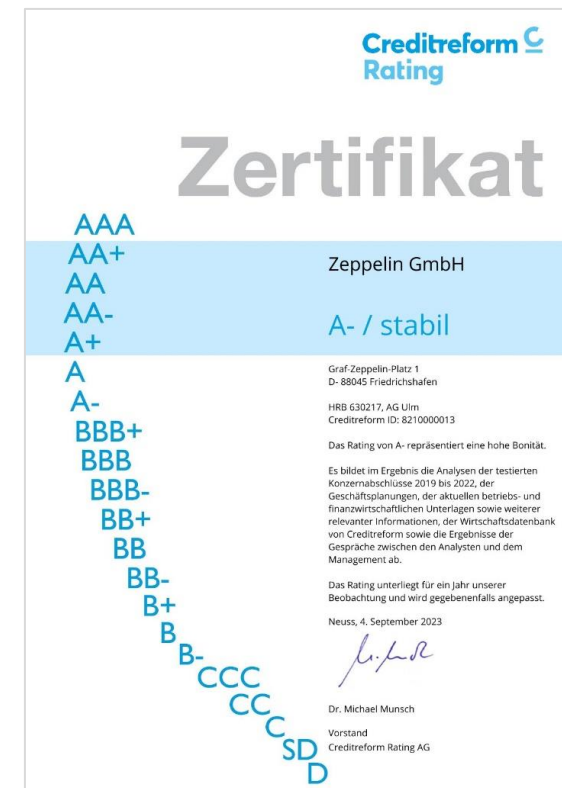 Creditreform C
Rating
Zertifikat
AAA
AA+
AA
AA-
A+
A
A-
BBB+
BBB
BBB-
BB+
BB
BB-
B+
B
B-
CCC
CC
C
SD
D
Zeppelin GmbH
A- / stabil
Graf-Zeppelin-Platz 1
D- 88045 Friedrichshafen
HRB 630217, AG Ulm
Creditreform ID: 8210000013
Das Rating von A- repräsentiert eine hohe Bonität.
Es bildet im Ergebnis die Analysen der testierten
Konzernabschlüsse 2019 bis 2022, der
Geschäftsplanungen, der aktuellen betriebs- und
finanzwirtschaftlichen Unterlagen sowie weiterer
relevanter Informationen, der Wirtschaftsdatenbank
von Creditreform sowie die Ergebnisse der
Gespräche zwischen den Analysten und dem
Management ab.
Das Rating unterliegt für ein Jahr unserer
Beobachtung und wird gegebenenfalls angepasst.
Neuss, 4. September 2023
Dr. Michael Munsch
Vorstand
Creditreform Rating AG